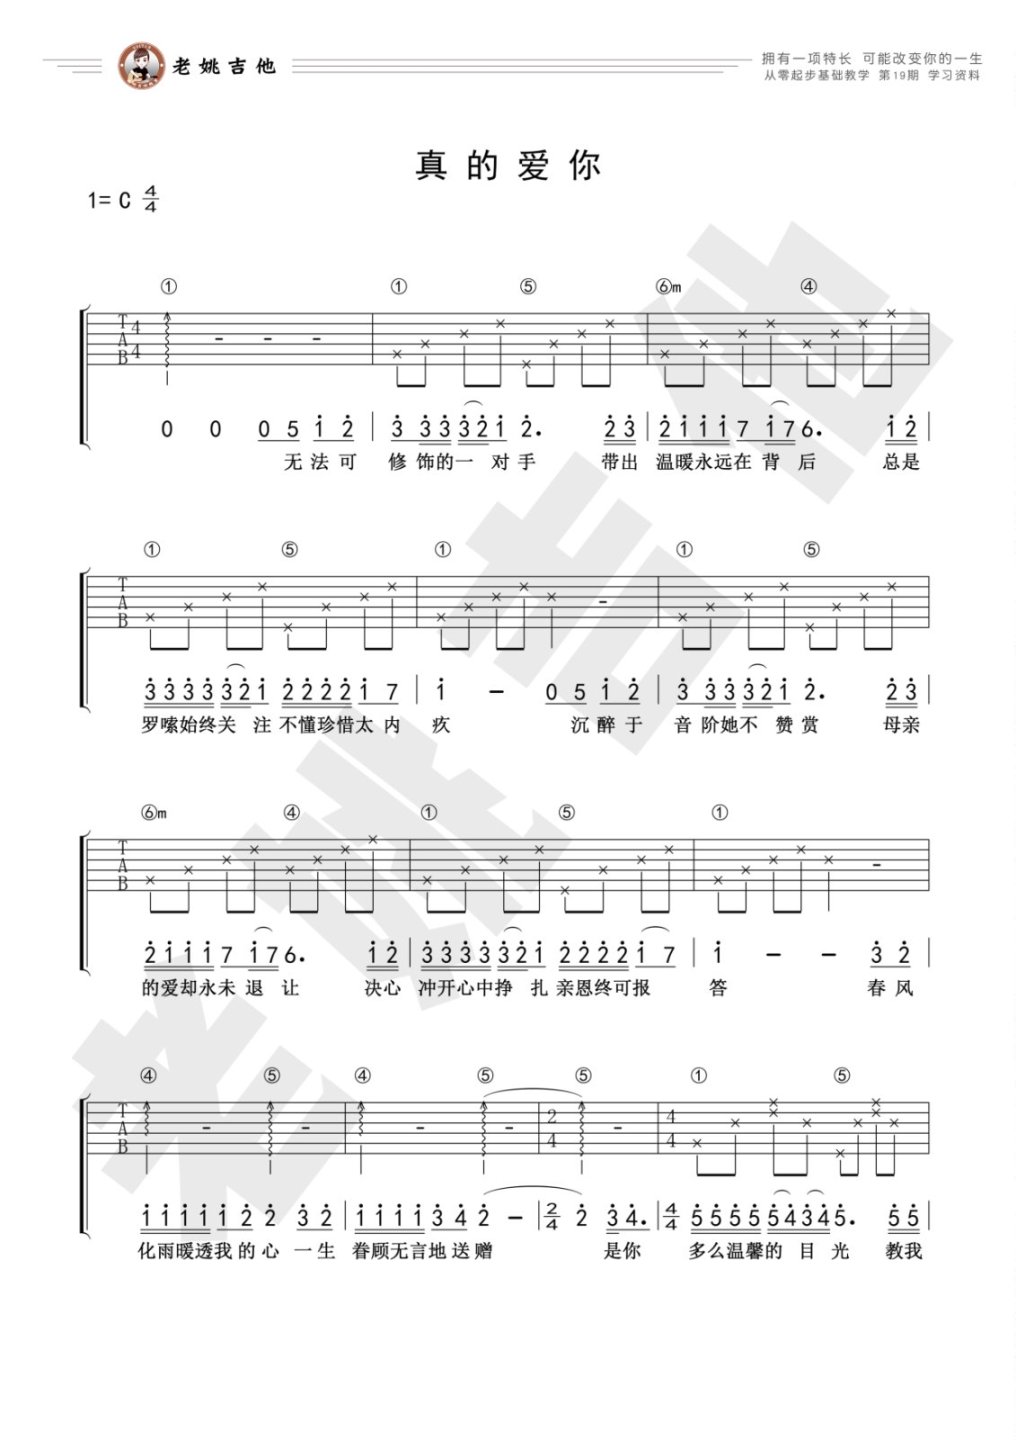 老姚吉他
拥有一项特长 可能改变你的一生
从零起步基础教学 第19期 学习资料
真的爱你
1= C 4/4
① ① ⑤ ⑥m ④
T A B 4 4
0 0 0 5 1 2 | 3 3 3 3 2 1 2. 2 3 | 2 1 1 1 7 1 7 6. 1 2 |
无法可 修饰的一对手 带出 温暖永远在背后 总是
① ⑤ ① ① ⑤
T A B
3 3 3 3 3 2 1 2 2 2 2 1 7 | 1 - 0 5 1 2 | 3 3 3 3 2 1 2. 2 3
罗嗦始终关注 不懂珍惜太内疚 沉醉于 音阶她不赞赏 母亲
⑥m ④ ① ⑤ ①
T A B
2 1 1 1 7 1 7 6. 1 2 | 3 3 3 3 3 2 1 2 2 2 2 1 7 | 1 - - 3 2 |
的爱却永未退让 决心 冲开心中挣扎 亲恩终可报 答 春风
④ ⑤ ④ ⑤ ⑤ ① ⑤
T A B 2 4 4 4
1 1 1 1 1 2 2 3 2 | 1 1 1 1 3 4 2 - | 2/4 2 3 4. | 4/4 5 5 5 5 5 4 3 4 5. 5 5 |
化雨暖透我的心 一生 眷顾无言地送赠 是你 多么温馨的目光 教我
老姚吉他